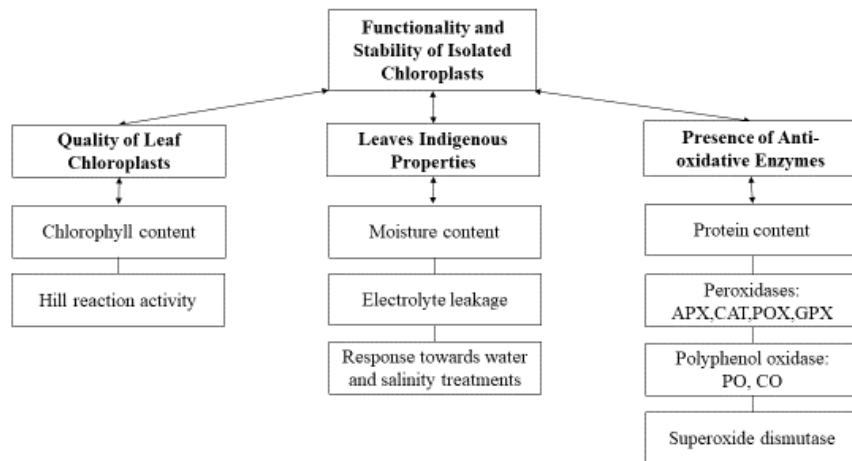 Functionality and
Stability of Isolated
Chloroplasts
Quality of Leaf
Chloroplasts
Chlorophyll content
Hill reaction activity
Leaves Indigenous
Properties
Moisture content
Electrolyte leakage
Response towards water
and salinity treatments
Presence of Anti-
oxidative Enzymes
Protein content
Peroxidases:
APX,CAT,POX,GPX
Polyphenol oxidase:
PO, CO
Superoxide dismutase